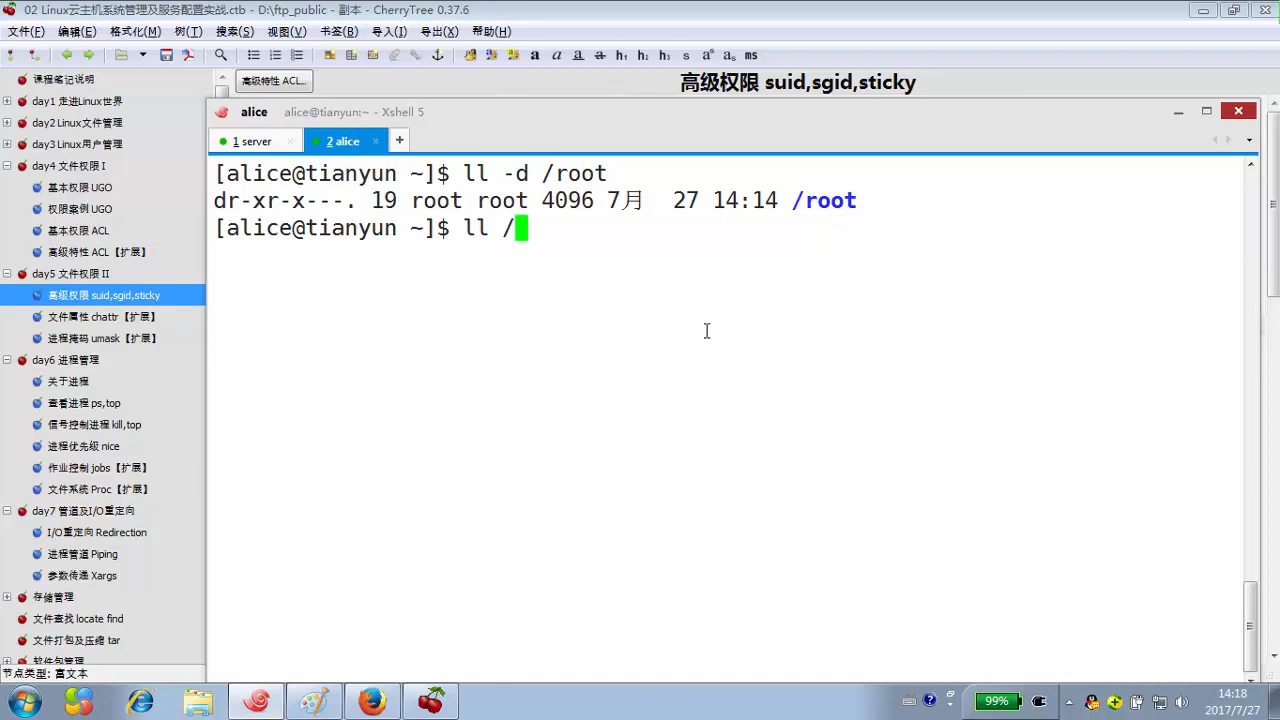 02 Linux云主机系统管理及服务配置实战.ctb - D:\ftp_public - 副本 - CherryTree 0.37.6
文件(F) 编辑(E) 格式化(M) 树(T) 搜索(S) 视图(V) 书签(B) 导入(I) 导出(X) 帮助(H)
a a a a h₁ h₂ h₃ s aˢ aₛ ms
课程笔记说明
day1 走进Linux世界
day2 Linux文件管理
day3 Linux用户管理
day4 文件权限 I
基本权限 UGO
权限案例 UGO
基本权限 ACL
高级特性 ACL【扩展】
day5 文件权限 II
高级权限 suid,sgid,sticky
文件属性 chattr【扩展】
进程掩码 umask【扩展】
day6 进程管理
关于进程
查看进程 ps,top
信号控制进程 kill,top
进程优先级 nice
作业控制 jobs【扩展】
文件系统 Proc【扩展】
day7 管道及I/O重定向
I/O重定向 Redirection
进程管道 Piping
参数传递 Xargs
存储管理
文件查找 locate find
文件打包及压缩 tar
软件包管理
节点类型: 富文本
高级特性 ACL...
高级权限 suid,sgid,sticky
alice alice@tianyun:~ - Xshell 5
1 server
2 alice
[alice@tianyun ~]$ ll -d /root
dr-xr-x---. 19 root root 4096 7月 27 14:14 /root
[alice@tianyun ~]$ ll /
99%
14:18
2017/7/27